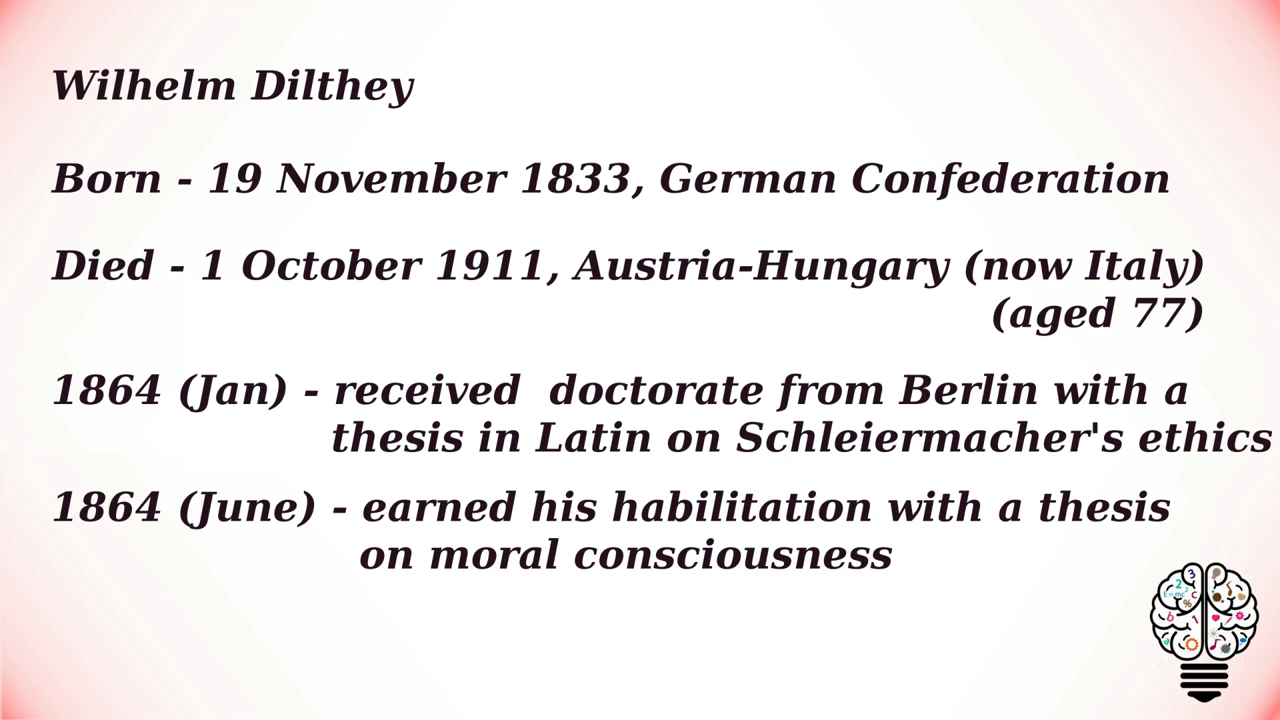 Wilhelm Dilthey
Born - 19 November 1833, German Confederation
Died - 1 October 1911, Austria-Hungary (now Italy)
(aged 77)
1864 (Jan) - received  doctorate from Berlin with a
thesis in Latin on Schleiermacher's ethics
1864 (June) - earned his habilitation with a thesis
on moral consciousness